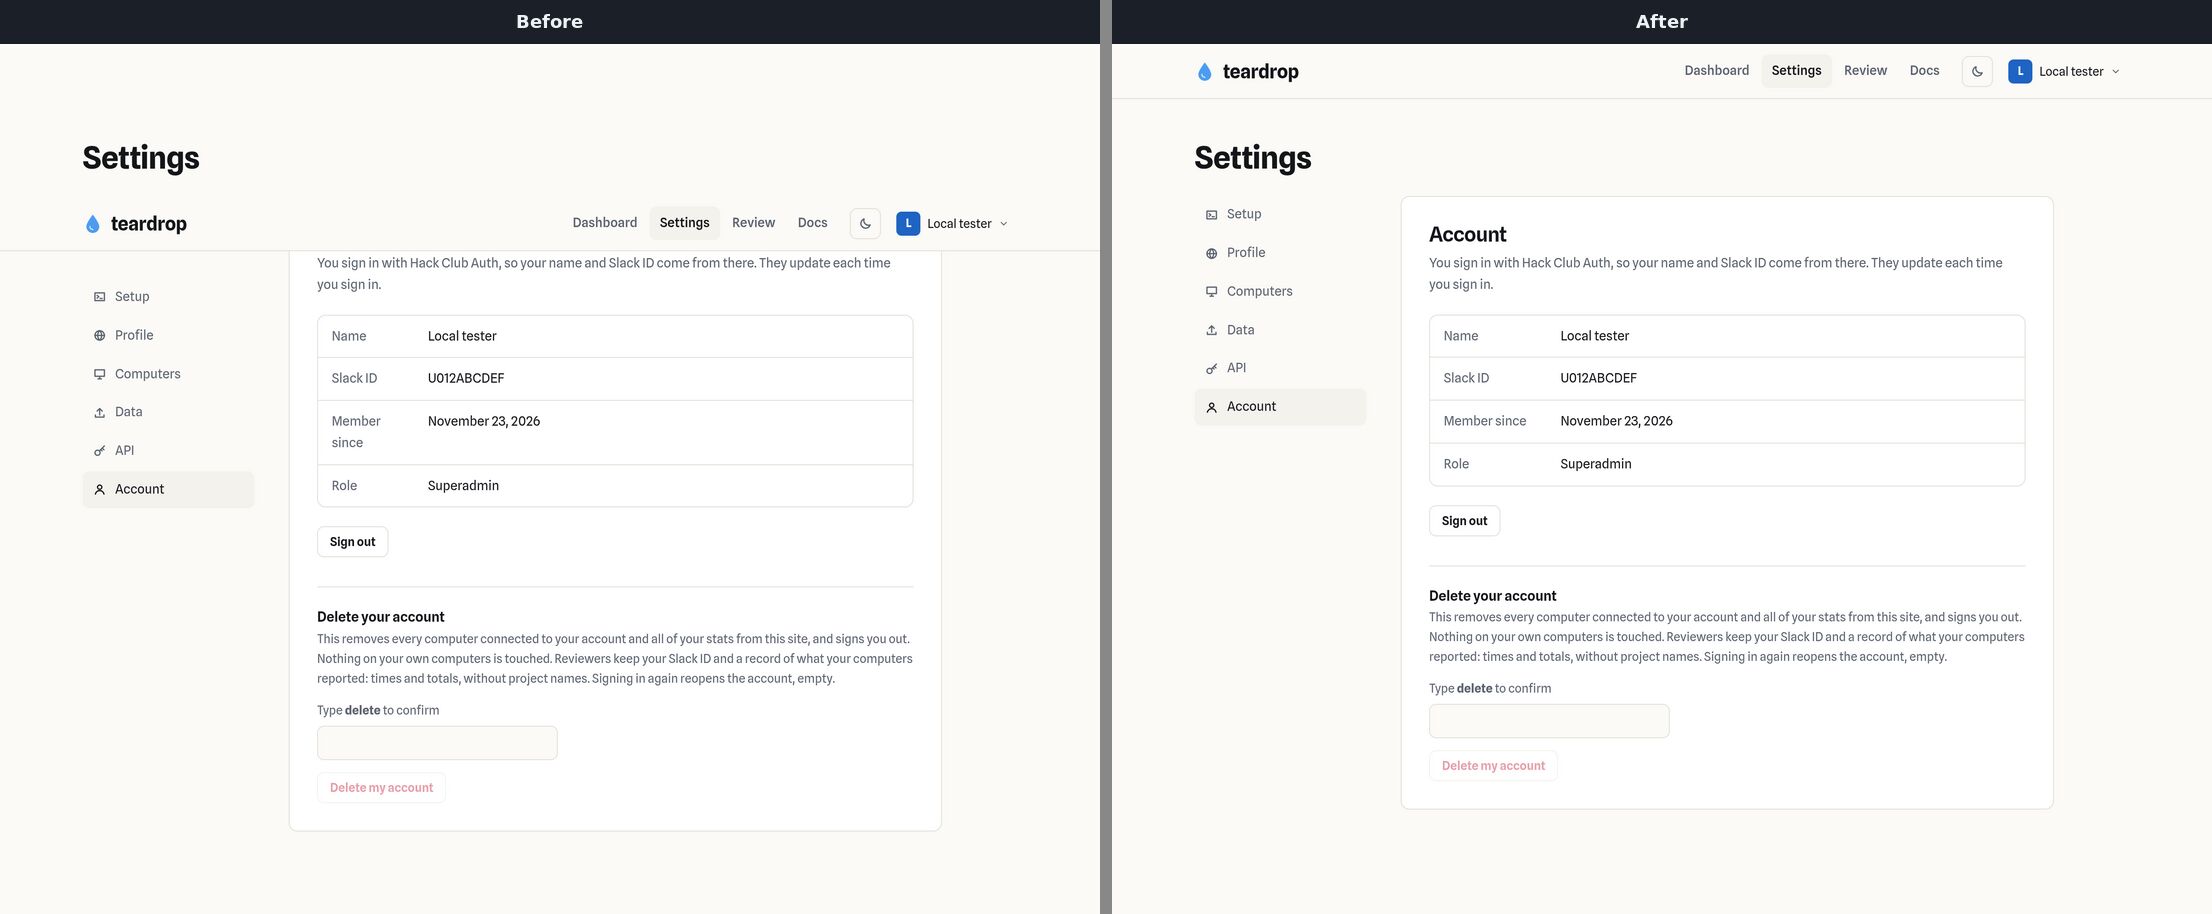 Before
Settings
teardrop
Dashboard
Settings
Review
Docs
L
Local tester
Setup
Profile
Computers
Data
API
Account
You sign in with Hack Club Auth, so your name and Slack ID come from there. They update each time
you sign in.
Name
Local tester
Slack ID
U012ABCDEF
Member
since
November 23, 2026
Role
Superadmin
Sign out
Delete your account
This removes every computer connected to your account and all of your stats from this site, and signs you out.
Nothing on your own computers is touched. Reviewers keep your Slack ID and a record of what your computers
reported: times and totals, without project names. Signing in again reopens the account, empty.
Type delete to confirm
Delete my account
After
teardrop
Dashboard
Settings
Review
Docs
L
Local tester
Settings
Setup
Profile
Computers
Data
API
Account
Account
You sign in with Hack Club Auth, so your name and Slack ID come from there. They update each time
you sign in.
Name
Local tester
Slack ID
U012ABCDEF
Member since
November 23, 2026
Role
Superadmin
Sign out
Delete your account
This removes every computer connected to your account and all of your stats from this site, and signs you out.
Nothing on your own computers is touched. Reviewers keep your Slack ID and a record of what your computers
reported: times and totals, without project names. Signing in again reopens the account, empty.
Type delete to confirm
Delete my account